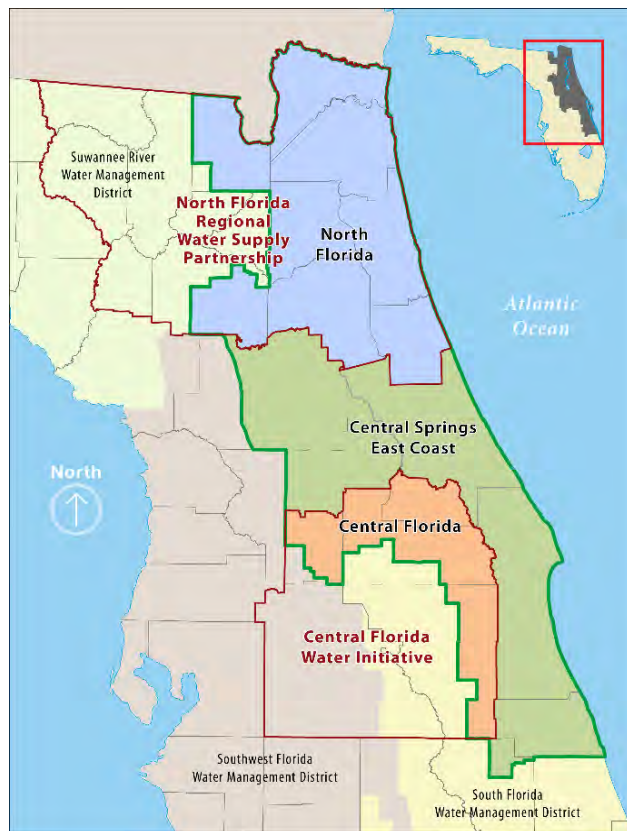 Suwannee River
Water Management
District
North Florida
Regional
Water Supply
Partnership
North
Florida
Atlantic
Ocean
Central Springs
East Coast
North
Central Florida
Central Florida
Water Initiative
Southwest Florida
Water Management District
South Florida
Water Management District